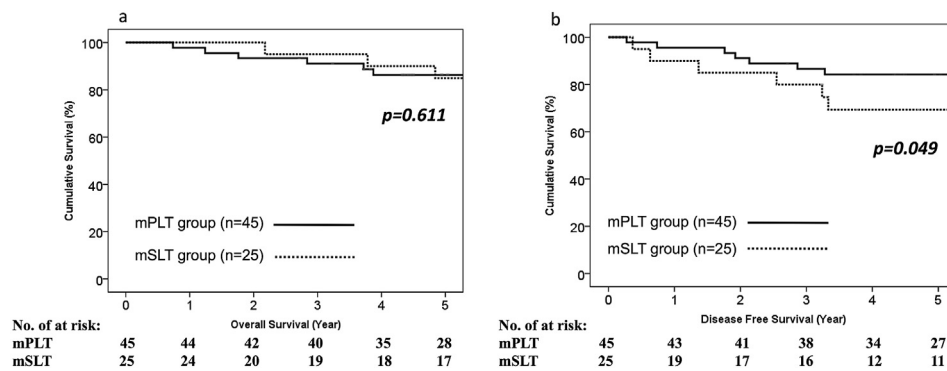 a
Cumulative Survival (%)
100
80
60
40
20
0
p=0.611
mPLT group (n=45)
mSLT group (n=25)
0 1 2 3 4 5
Overall Survival (Year)
No. of at risk:
mPLT 45 44 42 40 35 28
mSLT 25 24 20 19 18 17
b
Cumulative Survival (%)
100
80
60
40
20
0
p=0.049
mPLT group (n=45)
mSLT group (n=25)
0 1 2 3 4 5
Disease Free Survival (Year)
No. of at risk:
mPLT 45 43 41 38 34 27
mSLT 25 19 17 16 12 11